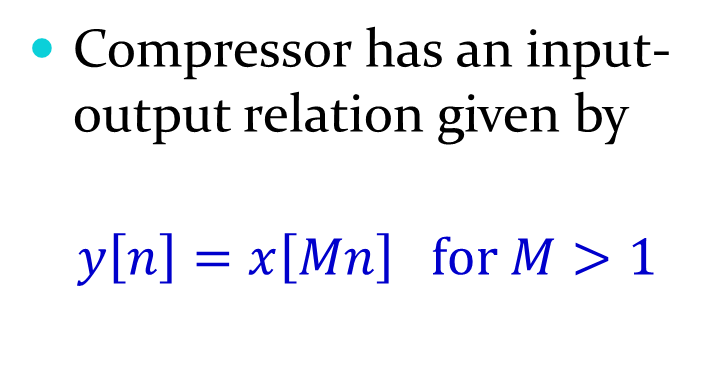 • Compressor has an input-
output relation given by
y[n] = x[Mn] for M > 1